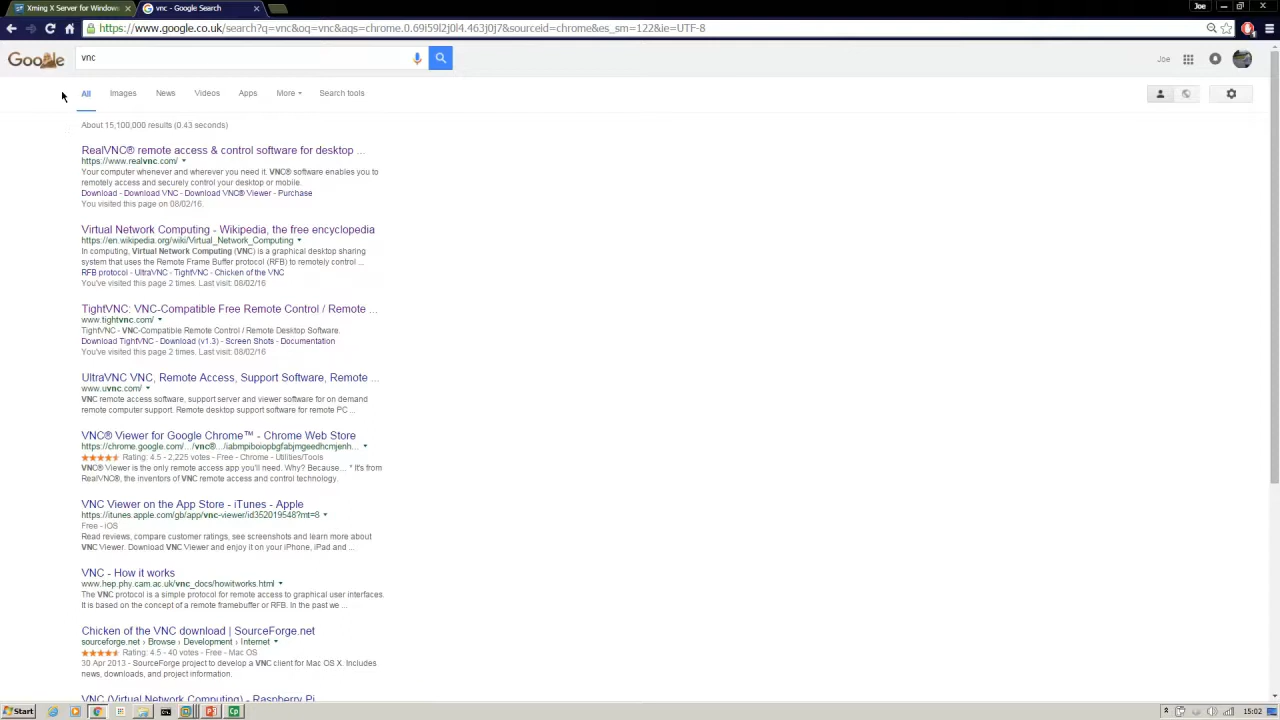 Xming X Server for Windows
vnc - Google Search
Joe
https://www.google.co.uk/search?q=vnc&oq=vnc&aqs=chrome.0.69i59l2j0l4.370j0j7&sourceid=chrome&es_sm=122&ie=UTF-8
Google
vnc
Joe
All Images News Videos Apps More Search tools
About 15,100,000 results (0.43 seconds)
RealVNC® remote access & control software for desktop ...
https://www.realvnc.com/
Your computer whenever and wherever you need it. VNC® software enables you to
remotely access and securely control your desktop or mobile.
Download - Download VNC - Download VNC® Viewer - Purchase
You visited this page on 08/02/16.
Virtual Network Computing - Wikipedia, the free encyclopedia
https://en.wikipedia.org/wiki/Virtual_Network_Computing
In computing, Virtual Network Computing (VNC) is a graphical desktop sharing
system that uses the Remote Frame Buffer protocol (RFB) to remotely control ...
RFB protocol - UltraVNC - TightVNC - Chicken of the VNC
You've visited this page 2 times. Last visit: 08/02/16
TightVNC: VNC-Compatible Free Remote Control / Remote ...
www.tightvnc.com/
TightVNC - VNC-Compatible Remote Control / Remote Desktop Software.
Download TightVNC - Download (v1.3) - Screen Shots - Documentation
You've visited this page 2 times. Last visit: 08/02/16
UltraVNC VNC, Remote Access, Support Software, Remote ...
www.uvnc.com/
VNC remote access software, support server and viewer software for on demand
remote computer support. Remote desktop support software for remote PC ...
VNC® Viewer for Google Chrome™ - Chrome Web Store
https://chrome.google.com/.../vnc®.../iabmpiboiopbgfabjmgeedhcmjenh...
Rating: 4.5 - 2,225 votes - Free - Chrome - Utilities/Tools
VNC® Viewer is the only remote access app you'll need. Why? Because... * It's from
RealVNC®, the inventors of VNC remote access and control technology.
VNC Viewer on the App Store - iTunes - Apple
https://itunes.apple.com/gb/app/vnc-viewer/id352019548?mt=8
Free - iOS
Read reviews, compare customer ratings, see screenshots and learn more about
VNC Viewer. Download VNC Viewer and enjoy it on your iPhone, iPad and ...
VNC - How it works
www.hep.phy.cam.ac.uk/vnc_docs/howitworks.html
The VNC protocol is a simple protocol for remote access to graphical user interfaces.
It is based on the concept of a remote framebuffer or RFB. In the past we ...
Chicken of the VNC download | SourceForge.net
sourceforge.net › Browse › Development › Internet
Rating: 4.5 - 40 votes - Free - Mac OS
30 Apr 2013 - SourceForge project to develop a VNC client for Mac OS X. Includes
news, downloads, and project information.
VNC (Virtual Network Computing) - Raspberry Pi
Start
15:02